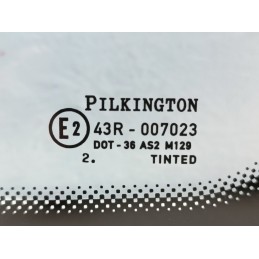 PILKINGTON
E2 43R - 007023
DOT - 36 AS2 M129
2. TINTED